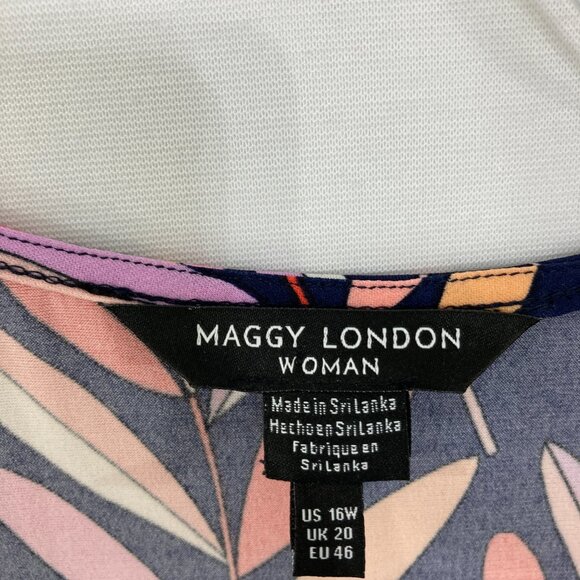 MAGGY LONDON
WOMAN
Made in Sri Lanka
Hecho en Sri Lanka
Fabrique en
Sri Lanka
US 16W
UK 20
EU 46